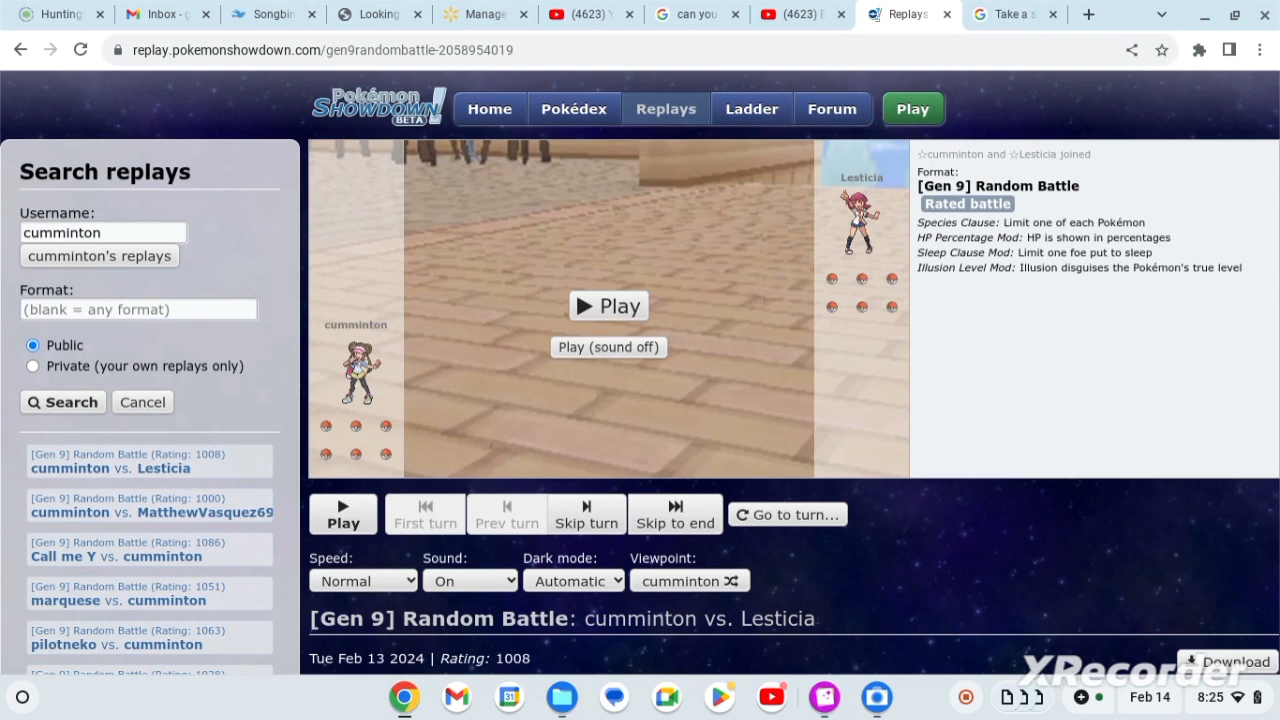 Hunting
Inbox - g
Songbir
Looking
Manage
(4623) Y
can you
(4623) E
Replays
Take a s
replay.pokemonshowdown.com/gen9randombattle-2058954019
Pokémon
SHOWDOWN!
BETA
Home
Pokédex
Replays
Ladder
Forum
Play
Search replays
Username:
cumminton
cumminton's replays
Format:
(blank = any format)
Public
Private (your own replays only)
Search
Cancel
[Gen 9] Random Battle (Rating: 1008)
cumminton vs. Lesticia
[Gen 9] Random Battle (Rating: 1000)
cumminton vs. MatthewVasquez69
[Gen 9] Random Battle (Rating: 1086)
Call me Y vs. cumminton
[Gen 9] Random Battle (Rating: 1051)
marquese vs. cumminton
[Gen 9] Random Battle (Rating: 1063)
pilotneko vs. cumminton
Lesticia
cumminton
Play
Play (sound off)
☆cumminton and ☆Lesticia joined
Format:
[Gen 9] Random Battle
Rated battle
Species Clause: Limit one of each Pokémon
HP Percentage Mod: HP is shown in percentages
Sleep Clause Mod: Limit one foe put to sleep
Illusion Level Mod: Illusion disguises the Pokémon's true level
Play
First turn
Prev turn
Skip turn
Skip to end
Go to turn...
Speed:
Sound:
Dark mode:
Viewpoint:
Normal
On
Automatic
cumminton
[Gen 9] Random Battle: cumminton vs. Lesticia
Tue Feb 13 2024 | Rating: 1008
Download
XRecorder
31
Feb 14
8:25